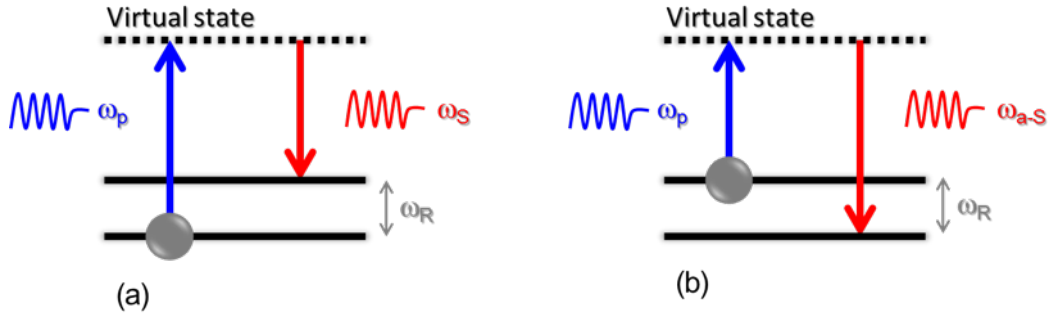 Virtual state
ωp
ωS
ωR
(a)
Virtual state
ωp
ωa-S
ωR
(b)